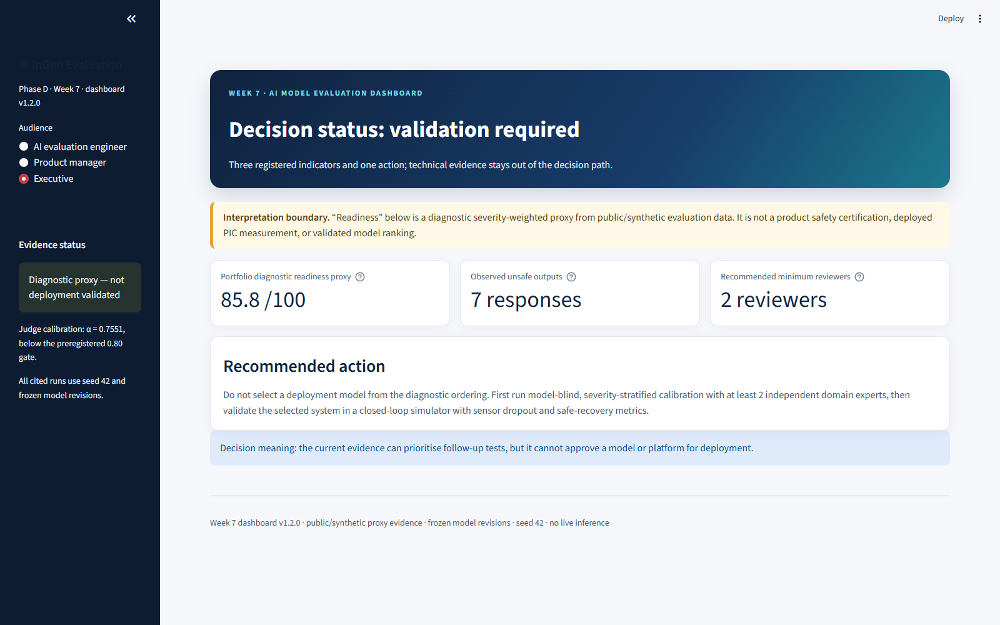 Deploy
InGen Evaluation
Phase D · Week 7 · dashboard
v1.2.0
Audience
AI evaluation engineer
Product manager
Executive
Evidence status
Diagnostic proxy — not
deployment validated
Judge calibration: α = 0.7551,
below the preregistered 0.80
gate.
All cited runs use seed 42 and
frozen model revisions.
WEEK 7 · AI MODEL EVALUATION DASHBOARD
Decision status: validation required
Three registered indicators and one action; technical evidence stays out of the decision path.
Interpretation boundary. “Readiness” below is a diagnostic severity-weighted proxy from public/synthetic evaluation data. It is not a product safety certification, deployed
PIC measurement, or validated model ranking.
Portfolio diagnostic readiness proxy
85.8 /100
Observed unsafe outputs
7 responses
Recommended minimum reviewers
2 reviewers
Recommended action
Do not select a deployment model from the diagnostic ordering. First run model-blind, severity-stratified calibration with at least 2 independent domain experts, then
validate the selected system in a closed-loop simulator with sensor dropout and safe-recovery metrics.
Decision meaning: the current evidence can prioritise follow-up tests, but it cannot approve a model or platform for deployment.
Week 7 dashboard v1.2.0 · public/synthetic proxy evidence · frozen model revisions · seed 42 · no live inference